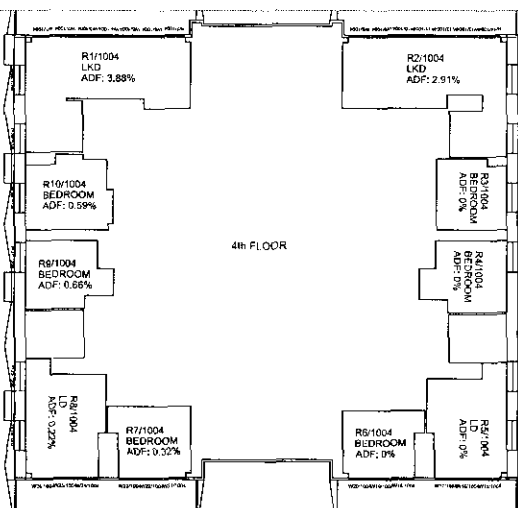 R1/1004
LKD
ADF: 3.88%
R2/1004
LKD
ADF: 2.91%
R10/1004
BEDROOM
ADF: 0.59%
R3/1004
BEDROOM
ADF: 0%
4th FLOOR
R9/1004
BEDROOM
ADF: 0.66%
R4/1004
BEDROOM
ADF: 0%
R8/1004
LD
ADF: 0.22%
R7/1004
BEDROOM
ADF: 0.32%
R6/1004
BEDROOM
ADF: 0%
R5/1004
LD
ADF: 0%